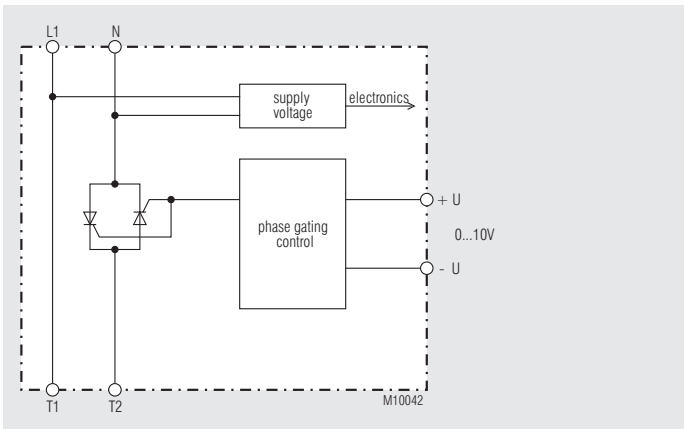 L1 N
supply
voltage
electronics
phase gating
control
+ U
0...10V
- U
T1 T2
M10042